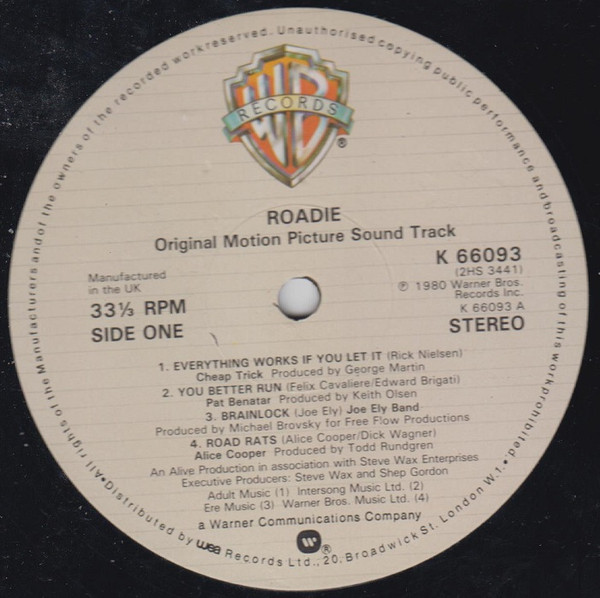 All rights of the Manufacturers and of the owners of the recorded work reserved. Unauthorised copying public performance and broadcasting of this work prohibited.
WB
RECORDS
®
ROADIE
Original Motion Picture Sound Track
Manufactured
in the UK
33⅓ RPM
SIDE ONE
K 66093
(2HS 3441)
℗ 1980 Warner Bros.
Records Inc.
K 66093 A
STEREO
1. EVERYTHING WORKS IF YOU LET IT (Rick Nielsen)
Cheap Trick Produced by George Martin
2. YOU BETTER RUN (Felix Cavaliere/Edward Brigati)
Pat Benatar Produced by Keith Olsen
3. BRAINLOCK (Joe Ely) Joe Ely Band
Produced by Michael Brovsky for Free Flow Productions
4. ROAD RATS (Alice Cooper/Dick Wagner)
Alice Cooper Produced by Todd Rundgren
An Alive Production in association with Steve Wax Enterprises
Executive Producers: Steve Wax and Shep Gordon
Adult Music (1) Intersong Music Ltd. (2)
Ere Music (3) Warner Bros. Music Ltd. (4)
a Warner Communications Company
®
• Distributed by wea Records Ltd., 20, Broadwick St. London W.1. •